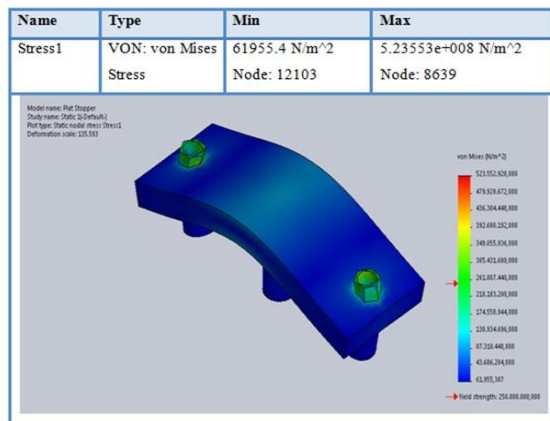 Name Type Min Max
Stress1 VON: von Mises 61955.4 N/m^2 5.23553e+008 N/m^2
Stress Node: 12103 Node: 8639
Model name: Plat Stopper
Study name: Static 1(-Default-)
Plot type: Static nodal stress Stress1
Deformation scale: 135.593
von Mises (N/m^2)
523.552.928,000
479.928.672,000
436.304.448,000
392.680.192,000
349.055.936,000
305.431.680,000
261.807.440,000
218.183.200,000
174.558.944,000
130.934.696,000
87.310.448,000
43.686.204,000
61.955,387
Yield strength: 250.000.000,000